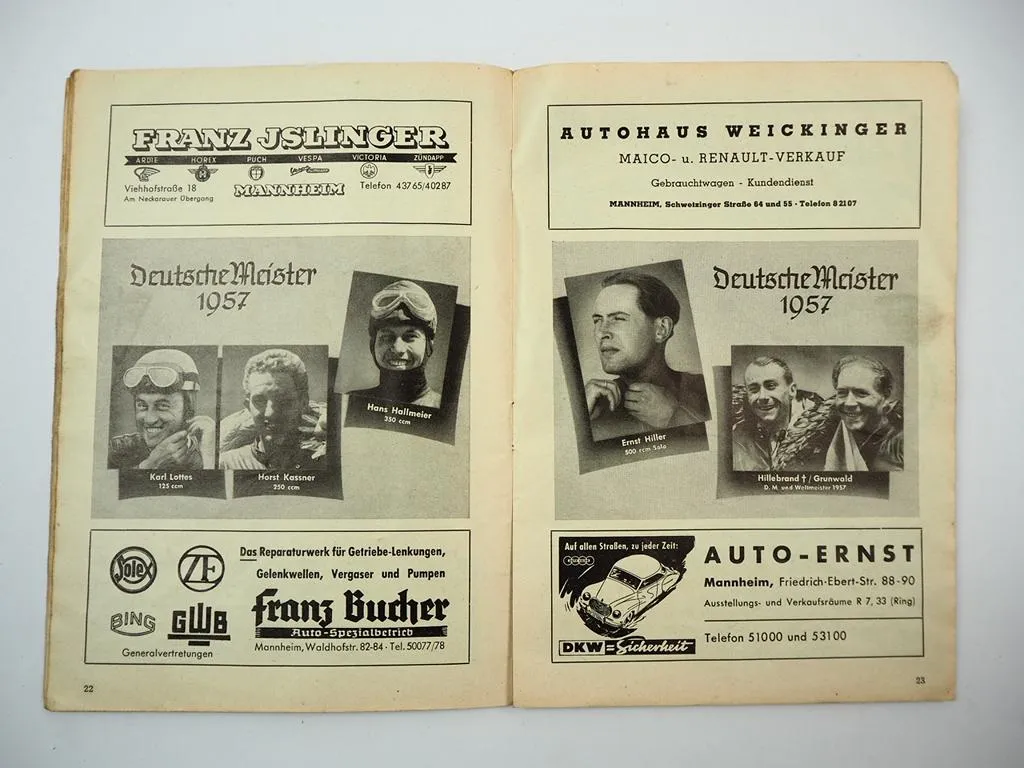 FRANZ JSLINGER
ARDIE HOREX PUCH VESPA VICTORIA ZÜNDAPP
Viehhofstraße 18
Am Neckarauer Übergang
MANNHEIM
Telefon 43765/40287
Deutsche Meister
1957
Hans Hallmeier
350 ccm
Karl Lottes
125 ccm
Horst Kassner
250 ccm
Solex
ZF
BING
GWB
Generalvertretungen
Das Reparaturwerk für Getriebe-Lenkungen,
Gelenkwellen, Vergaser und Pumpen
Franz Bucher
Auto-Spezialbetrieb
Mannheim, Waldhofstr. 82-84 · Tel. 50077/78
22
AUTOHAUS WEICKINGER
MAICO- u. RENAULT-VERKAUF
Gebrauchtwagen - Kundendienst
MANNHEIM, Schwetzinger Straße 64 und 55 · Telefon 82107
Deutsche Meister
1957
Ernst Hiller
500 ccm Solo
Hillebrand † / Grunwald
D. M. und Weltmeister 1957
Auf allen Straßen, zu jeder Zeit:
DKW=Sicherheit
AUTO-ERNST
Mannheim, Friedrich-Ebert-Str. 88-90
Ausstellungs- und Verkaufsräume R 7, 33 (Ring)
Telefon 51000 und 53100
23